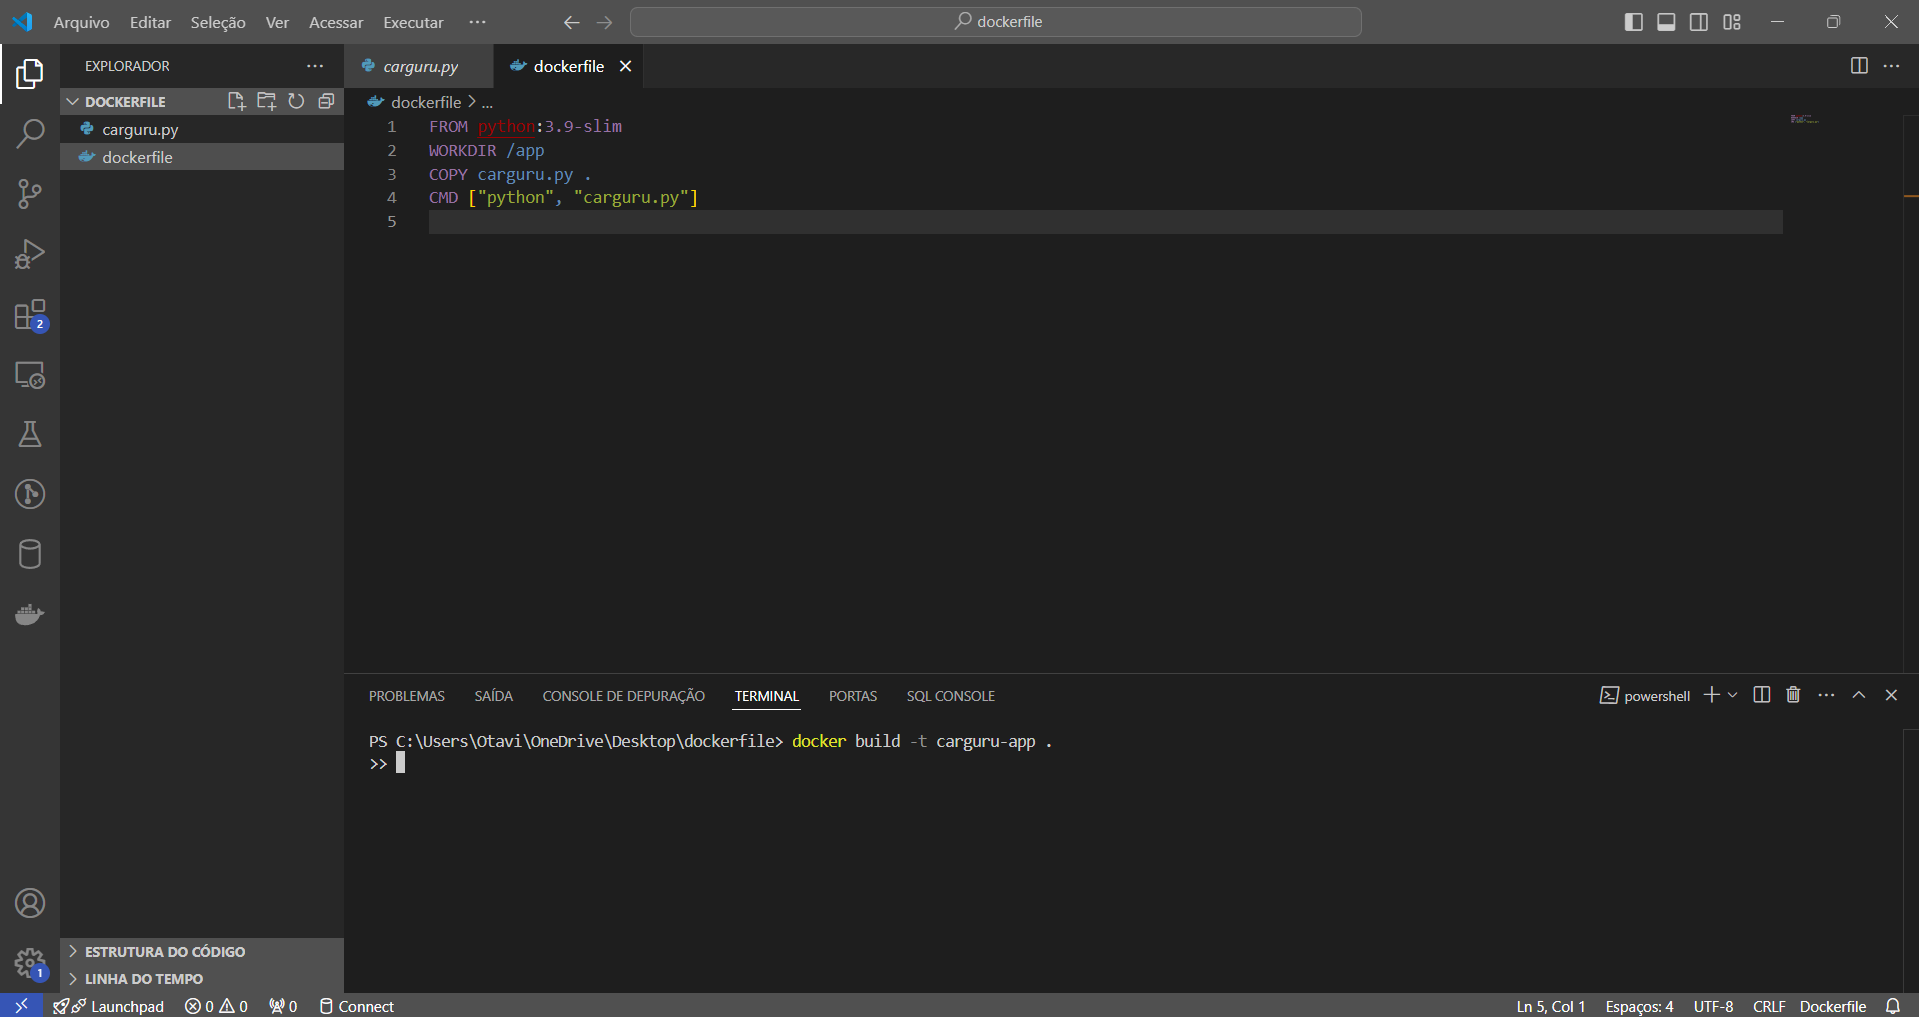 Arquivo Editar Seleção Ver Acessar Executar ··· dockerfile
EXPLORADOR ···
DOCKERFILE
carguru.py
dockerfile
ESTRUTURA DO CÓDIGO
LINHA DO TEMPO
carguru.py dockerfile
dockerfile > ...
1 FROM python:3.9-slim
2 WORKDIR /app
3 COPY carguru.py .
4 CMD ["python", "carguru.py"]
5
PROBLEMAS SAÍDA CONSOLE DE DEPURAÇÃO TERMINAL PORTAS SQL CONSOLE powershell
PS C:\Users\Otavi\OneDrive\Desktop\dockerfile> docker build -t carguru-app .
>>
2
1
Launchpad 0 0 0 Connect Ln 5, Col 1 Espaços: 4 UTF-8 CRLF Dockerfile